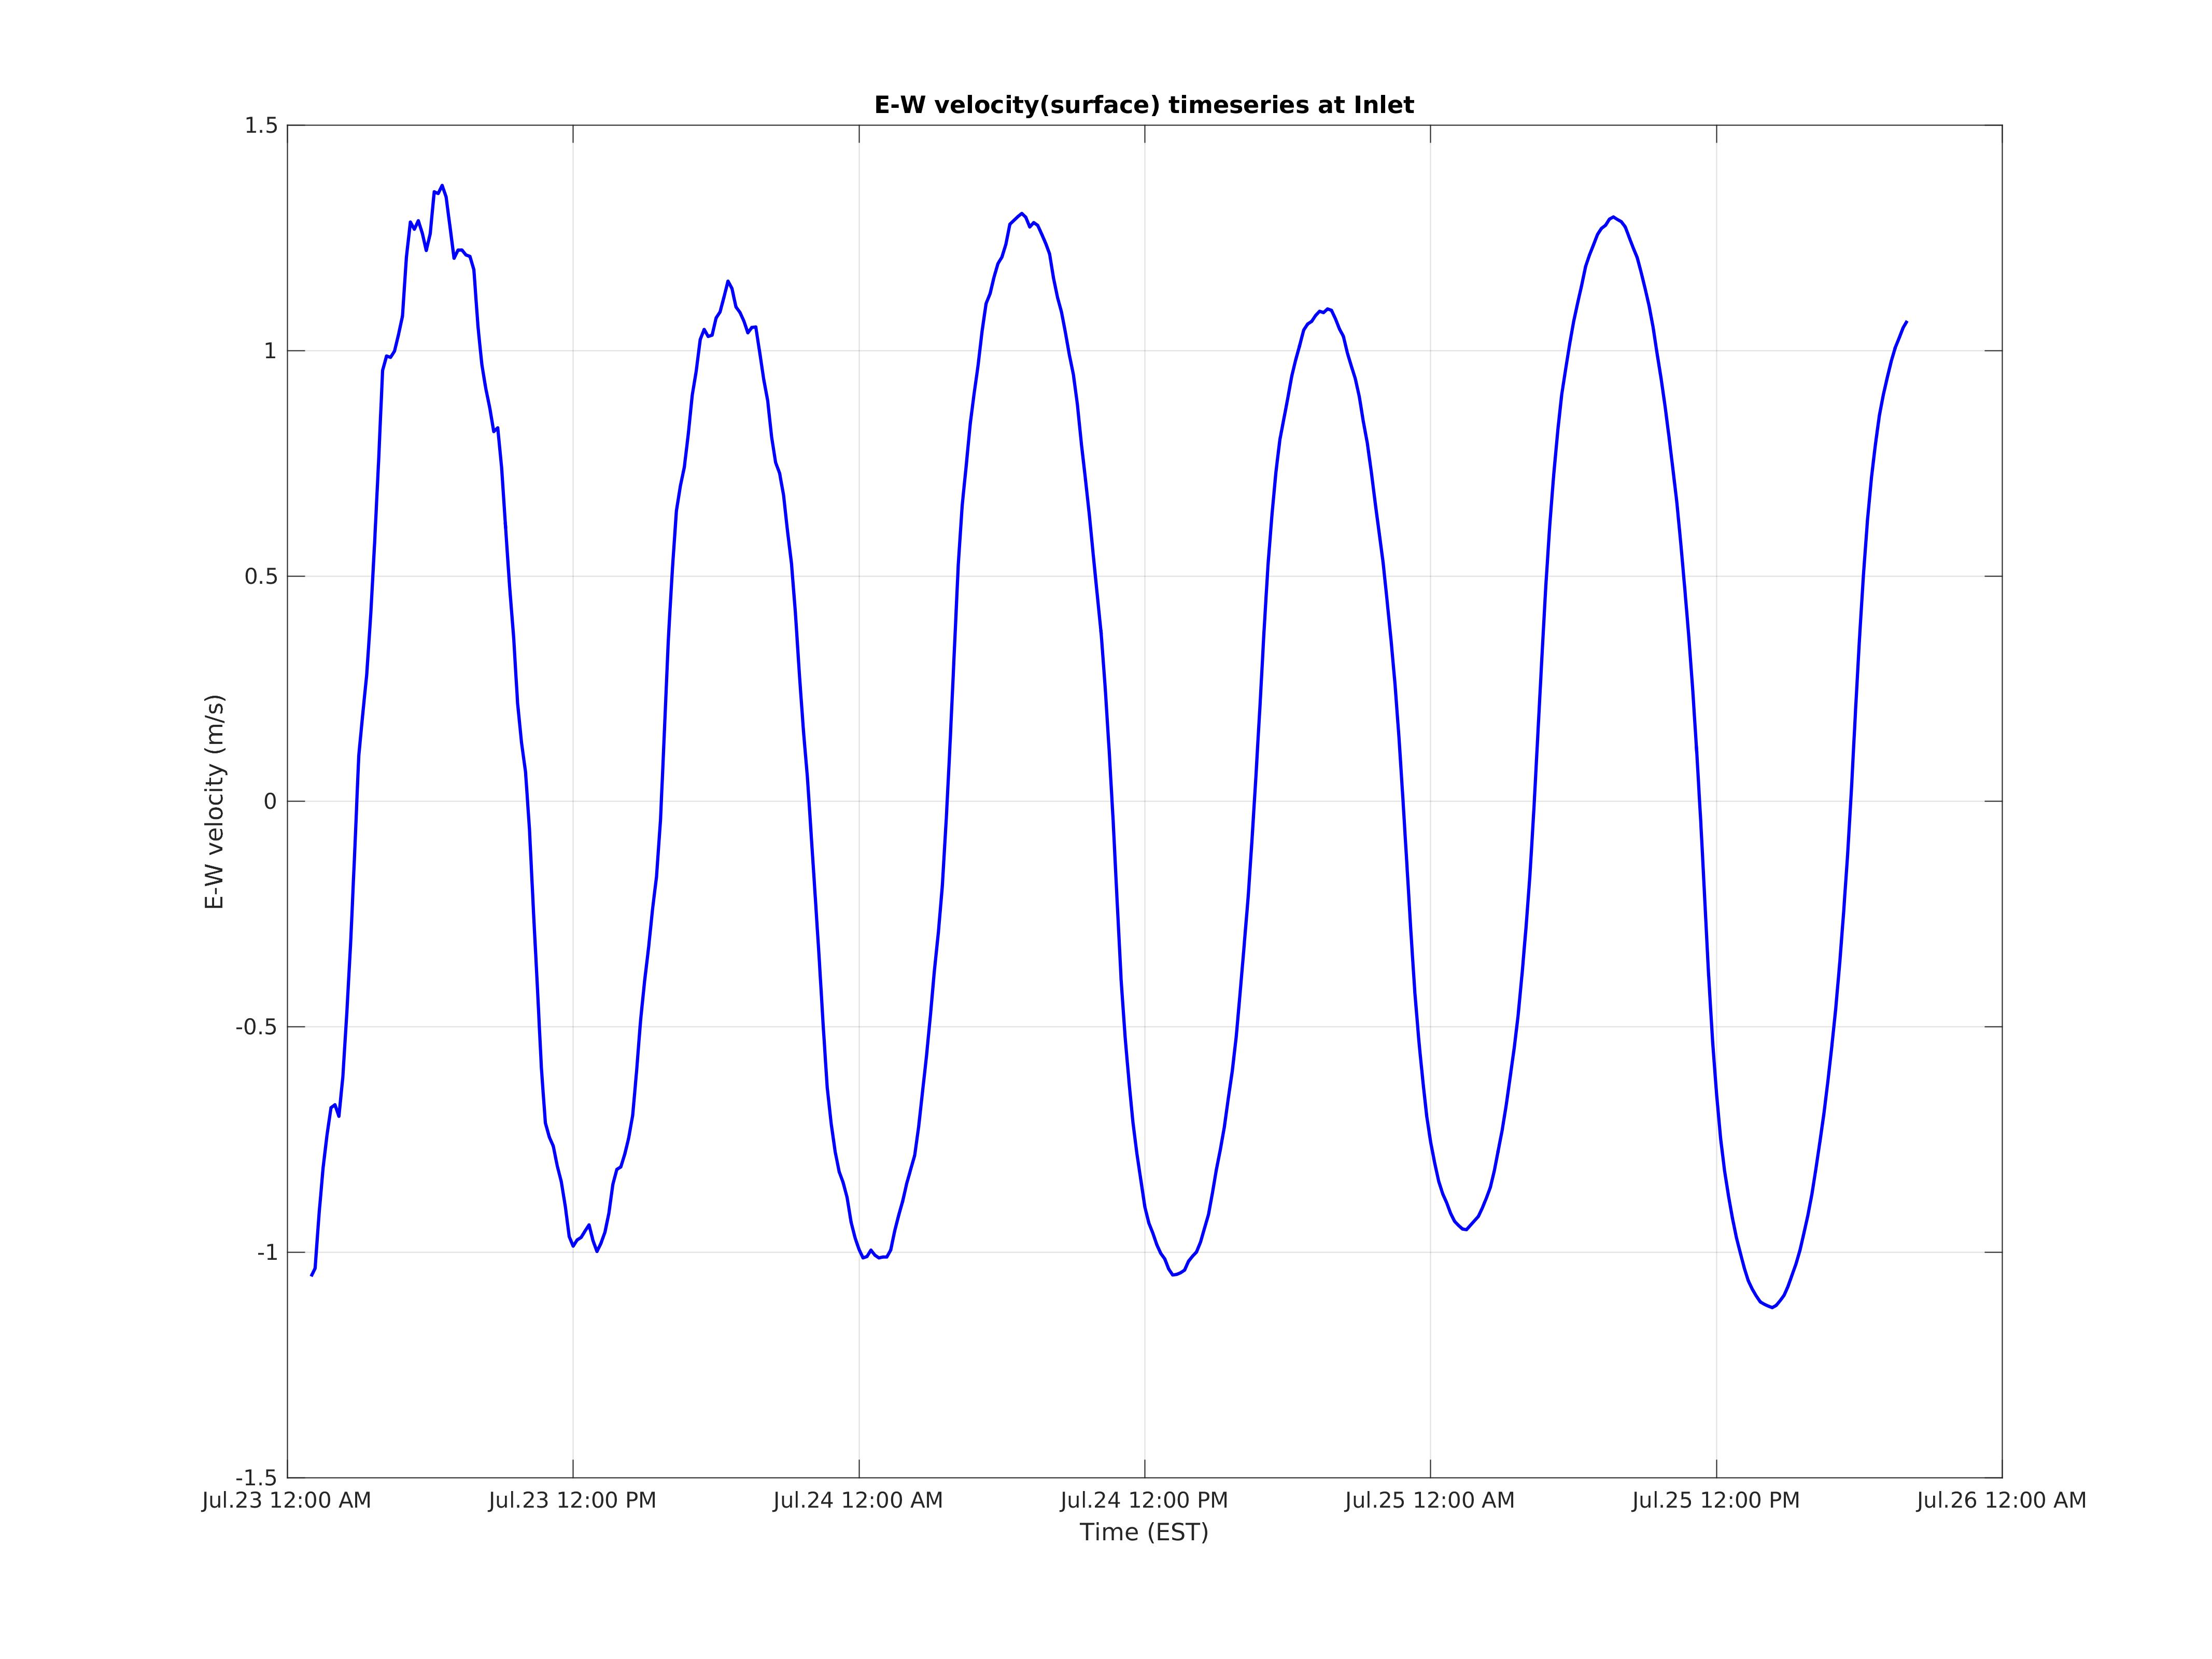 E-W velocity(surface) timeseries at Inlet
1.5
1
0.5
0
-0.5
-1
-1.5
E-W velocity (m/s)
Jul.23 12:00 AM
Jul.23 12:00 PM
Jul.24 12:00 AM
Jul.24 12:00 PM
Jul.25 12:00 AM
Jul.25 12:00 PM
Jul.26 12:00 AM
Time (EST)